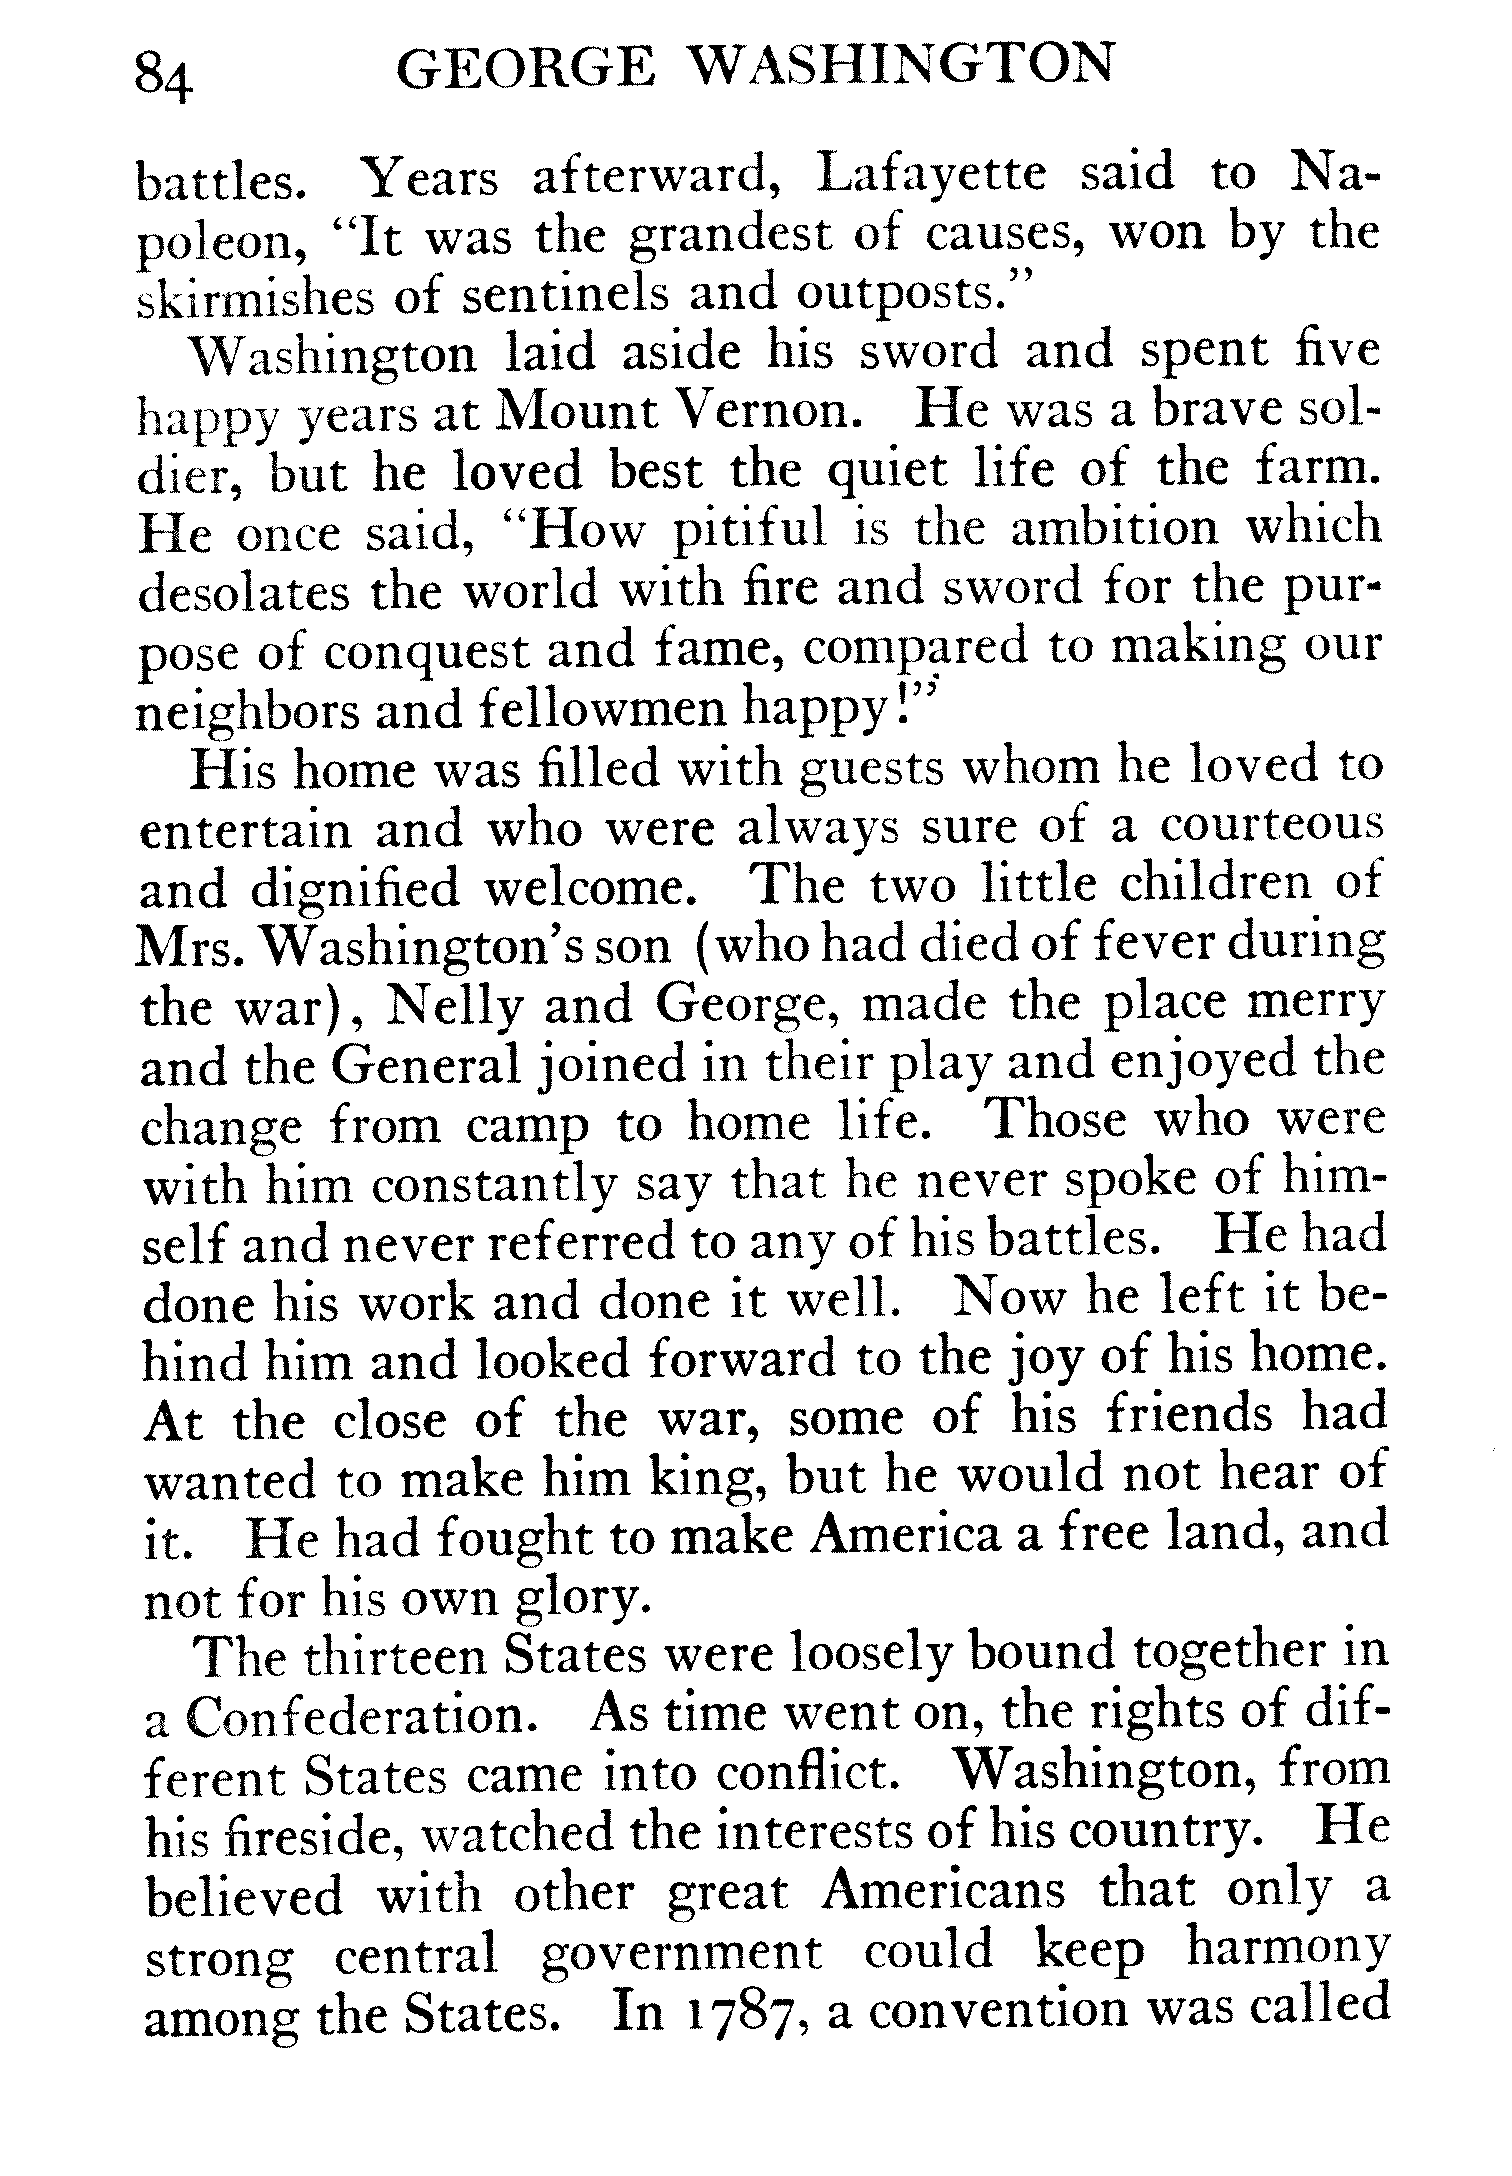 84 GEORGE WASHINGTON
battles. Years afterward, Lafayette said to Na-
poleon, "It was the grandest of causes, won by the
skirmishes of sentinels and outposts."
Washington laid aside his sword and spent five
happy years at Mount Vernon. He was a brave sol-
dier, but he loved best the quiet life of the farm.
He once said, "How pitiful is the ambition which
desolates the world with fire and sword for the pur-
pose of conquest and fame, compared to making our
neighbors and fellowmen happy!"
His home was filled with guests whom he loved to
entertain and who were always sure of a courteous
and dignified welcome. The two little children of
Mrs. Washington's son (who had died of fever during
the war), Nelly and George, made the place merry
and the General joined in their play and enjoyed the
change from camp to home life. Those who were
with him constantly say that he never spoke of him-
self and never referred to any of his battles. He had
done his work and done it well. Now he left it be-
hind him and looked forward to the joy of his home.
At the close of the war, some of his friends had
wanted to make him king, but he would not hear of
it. He had fought to make America a free land, and
not for his own glory.
The thirteen States were loosely bound together in
a Confederation. As time went on, the rights of dif-
ferent States came into conflict. Washington, from
his fireside, watched the interests of his country. He
believed with other great Americans that only a
strong central government could keep harmony
among the States. In 1787, a convention was called